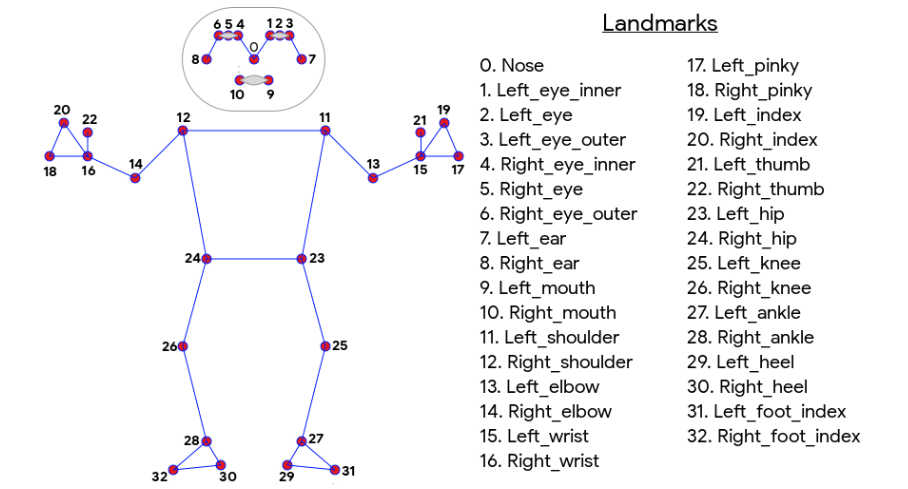 6 5 4 1 2 3
0
8 7
10 9
20 22 12 11 21 19
18 16 14 13 15 17
24 23
26 25
28 27
32 30 29 31
Landmarks
0. Nose
1. Left_eye_inner
2. Left_eye
3. Left_eye_outer
4. Right_eye_inner
5. Right_eye
6. Right_eye_outer
7. Left_ear
8. Right_ear
9. Left_mouth
10. Right_mouth
11. Left_shoulder
12. Right_shoulder
13. Left_elbow
14. Right_elbow
15. Left_wrist
16. Right_wrist
17. Left_pinky
18. Right_pinky
19. Left_index
20. Right_index
21. Left_thumb
22. Right_thumb
23. Left_hip
24. Right_hip
25. Left_knee
26. Right_knee
27. Left_ankle
28. Right_ankle
29. Left_heel
30. Right_heel
31. Left_foot_index
32. Right_foot_index